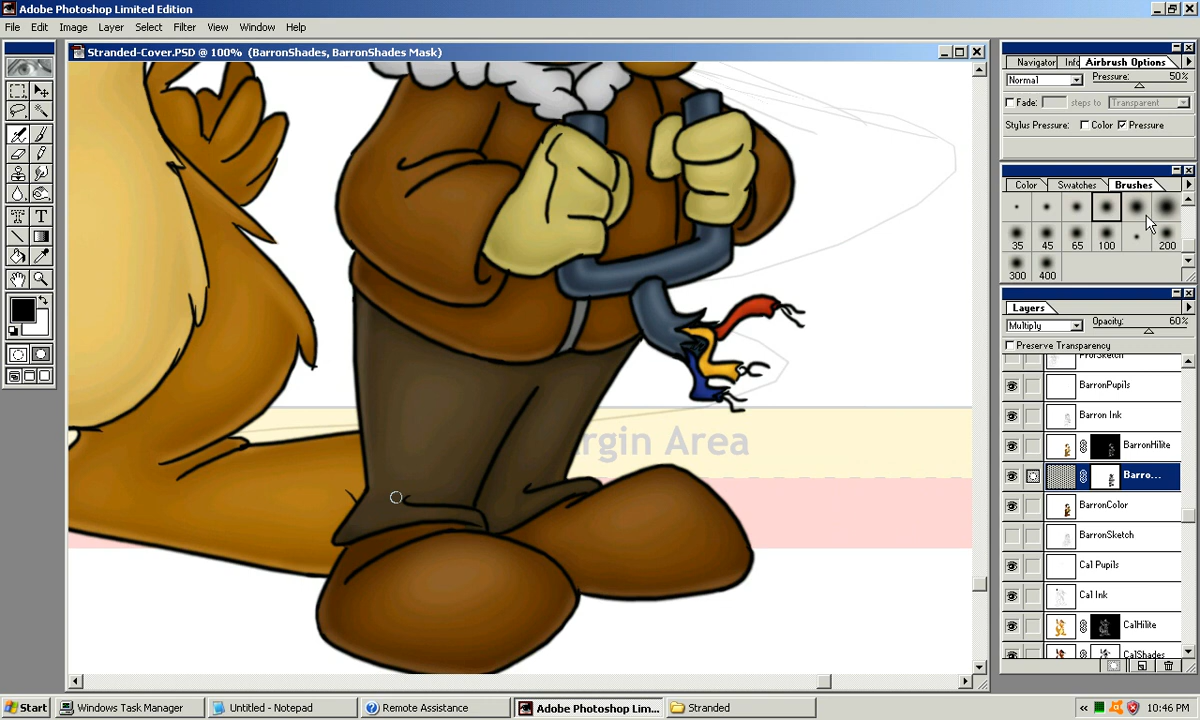 Adobe Photoshop Limited Edition
File Edit Image Layer Select Filter View Window Help
Stranded-Cover.PSD @ 100% (BarronShades, BarronShades Mask)
Navigator Info Airbrush Options
Normal Pressure: 50%
Fade: steps to Transparent
Stylus Pressure: Color Pressure
Color Swatches Brushes
35 45 65 100 200
300 400
Layers
Multiply Opacity: 60%
Preserve Transparency
ProfSketch
BarronPupils
Barron Ink
BarronHilite
Barro...
BarronColor
BarronSketch
Cal Pupils
Cal Ink
CalHilite
CalShades
rgin Area
Start Windows Task Manager Untitled - Notepad Remote Assistance Adobe Photoshop Lim... Stranded 10:46 PM